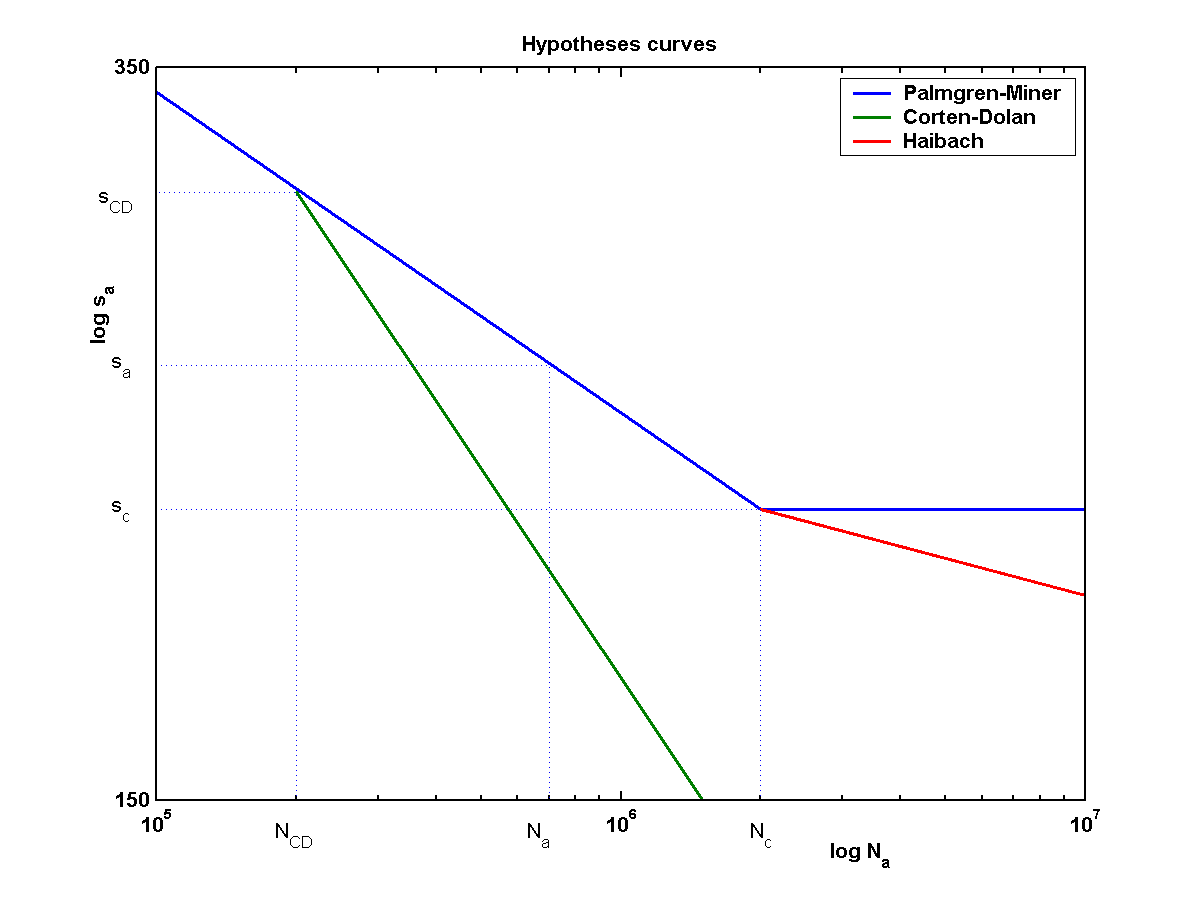 Hypotheses curves
350
Palmgren-Miner
Corten-Dolan
Haibach
s_CD
log s_a
s_a
s_c
150
10^5
10^6
10^7
N_CD
N_a
N_c
log N_a